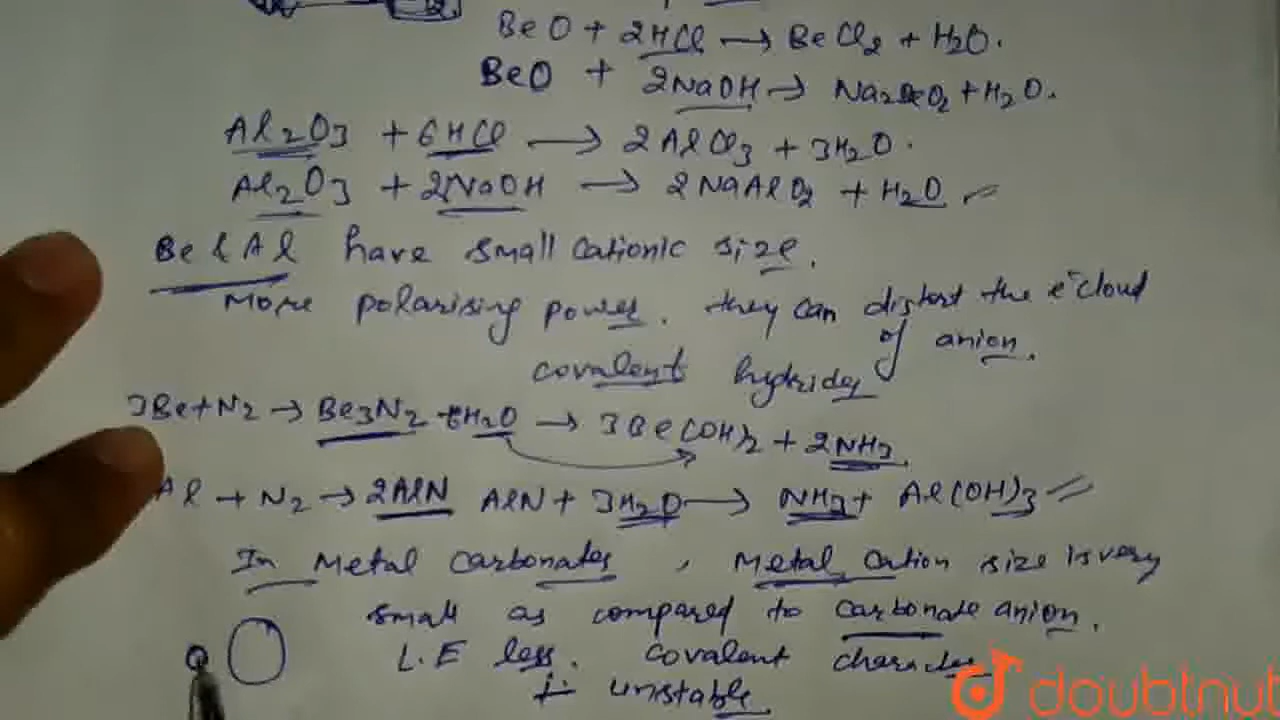 BeO + 2HCl → BeCl2 + H2O.
BeO + 2NaOH → Na2BeO2 + H2O.
Al2O3 + 6HCl → 2AlCl3 + 3H2O.
Al2O3 + 2NaOH → 2NaAlO2 + H2O
Be & Al have small cationic size.
More polarising power. they can distort the e⁻ cloud
of anion.
covalent hydrides
3Be + N2 → Be3N2 + 6H2O → 3Be(OH)2 + 2NH3.
Al + N2 → 2AlN AlN + 3H2O → NH3 + Al(OH)3
In Metal Carbonates, Metal Cation size is very
small as compared to carbonate anion.
L.E less. covalent character
unstable.
doubtnut